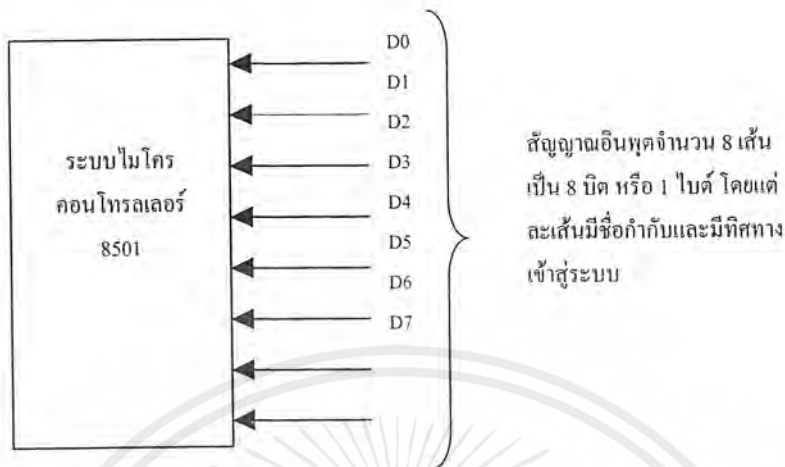 ระบบไมโคร
คอนโทรลเลอร์
8501
D0
D1
D2
D3
D4
D5
D6
D7
สัญญาณอินพุตจำนวน 8 เส้น
เป็น 8 บิต หรือ 1 ไบต์ โดยแต่
ละเส้นมีชื่อกำกับและมีทิศทาง
เข้าสู่ระบบ